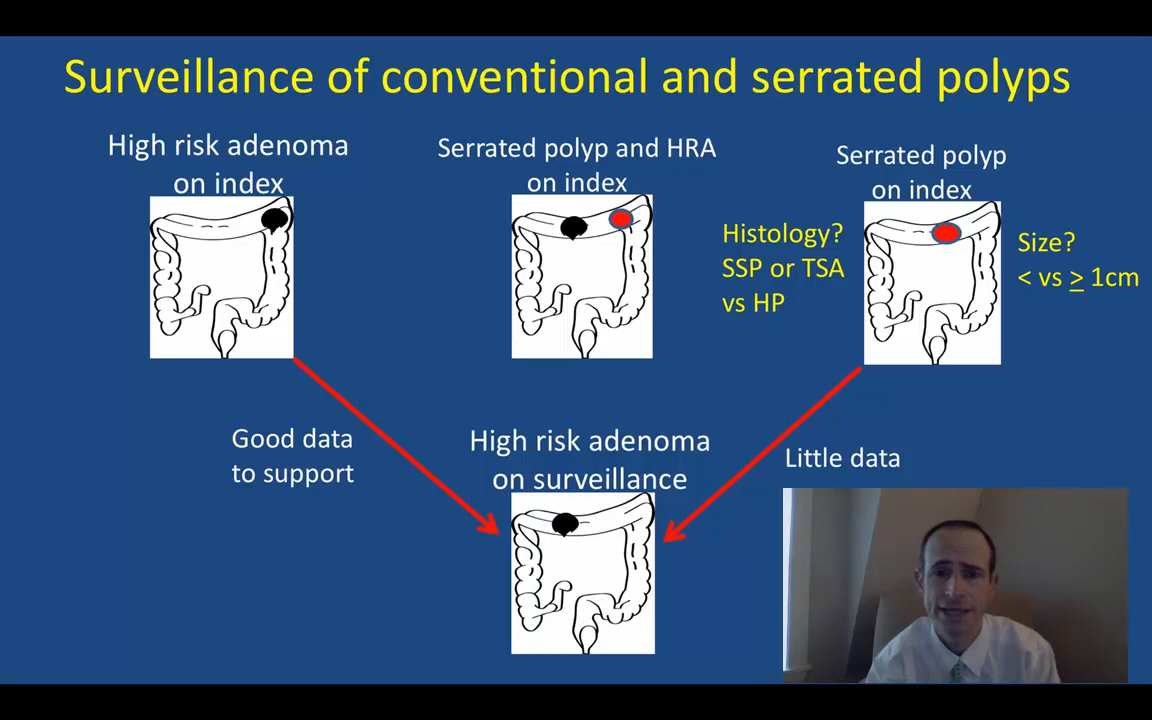 Surveillance of conventional and serrated polyps
High risk adenoma
on index
Serrated polyp and HRA
on index
Serrated polyp
on index
Histology?
SSP or TSA
vs HP
Size?
< vs ≥ 1cm
Good data
to support
High risk adenoma
on surveillance
Little data